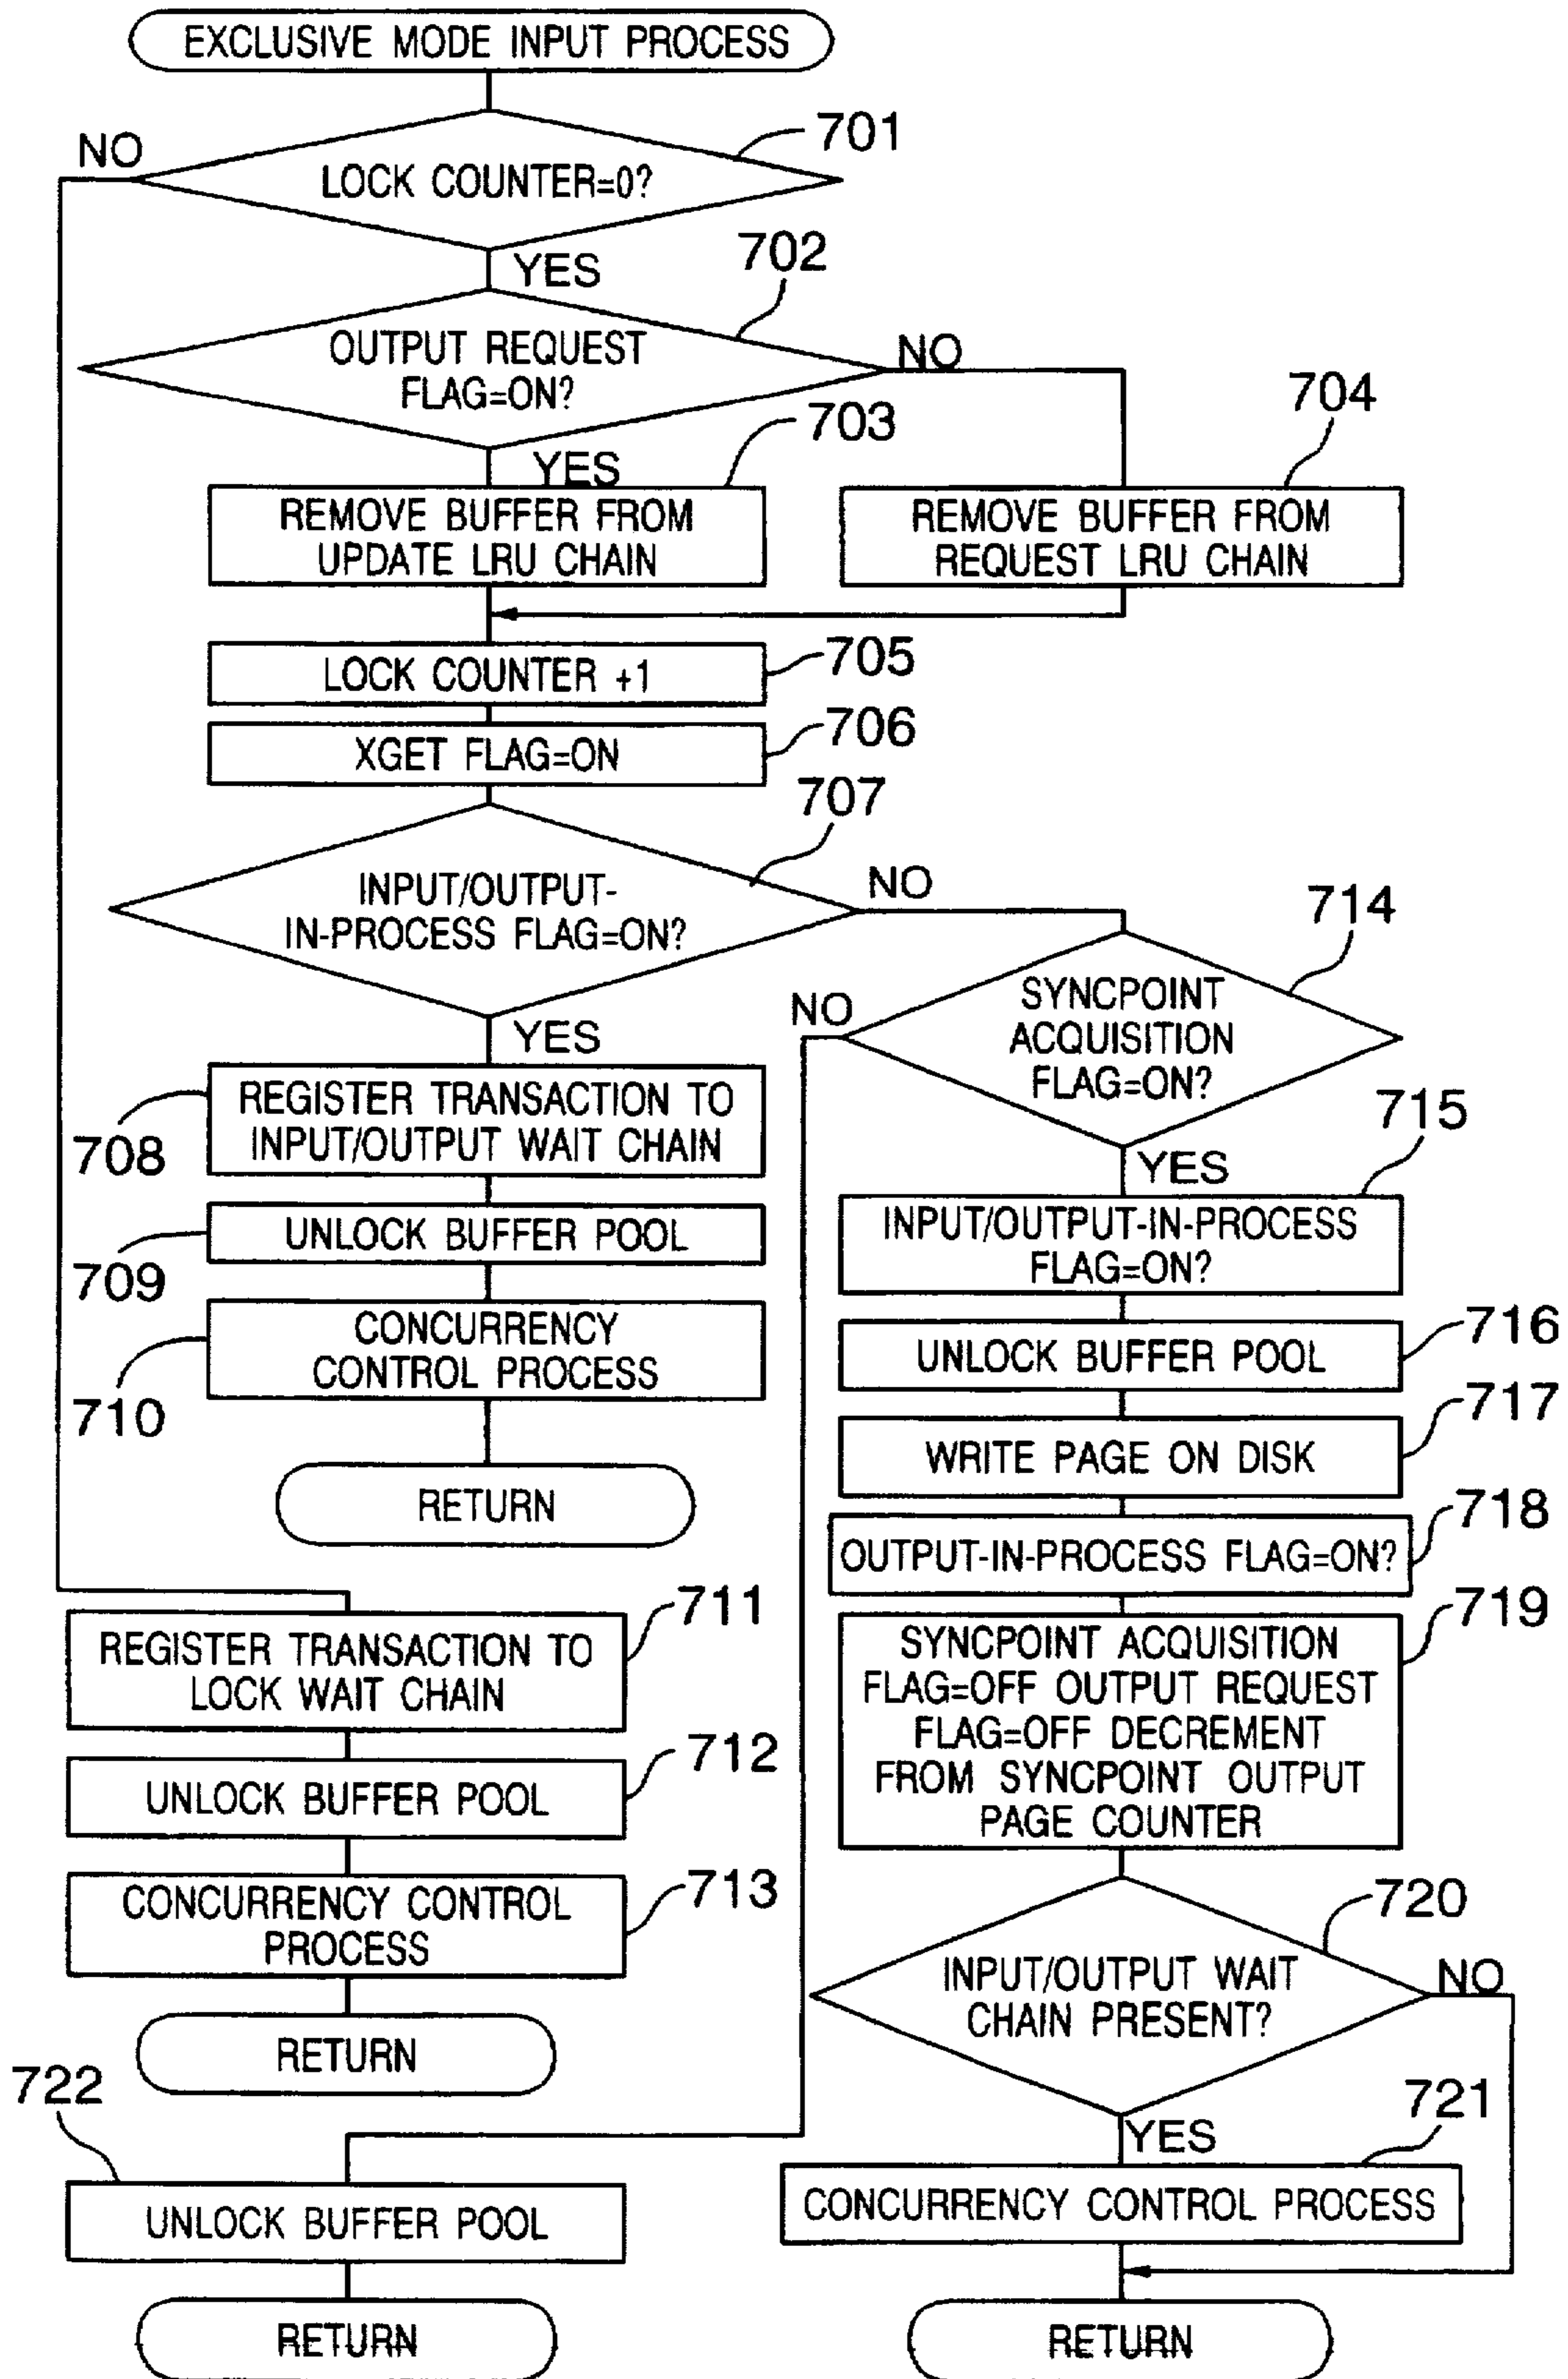 EXCLUSIVE MODE INPUT PROCESS
701
NO
LOCK COUNTER=0?
YES
702
OUTPUT REQUEST
FLAG=ON?
NO
704
703
YES
REMOVE BUFFER FROM
UPDATE LRU CHAIN
REMOVE BUFFER FROM
REQUEST LRU CHAIN
LOCK COUNTER +1
705
XGET FLAG=ON
706
707
INPUT/OUTPUT-
IN-PROCESS FLAG=ON?
NO
714
YES
NO
SYNCPOINT
ACQUISITION
FLAG=ON?
REGISTER TRANSACTION TO
INPUT/OUTPUT WAIT CHAIN
708
715
YES
UNLOCK BUFFER POOL
709
INPUT/OUTPUT-IN-PROCESS
FLAG=ON?
CONCURRENCY
CONTROL PROCESS
710
UNLOCK BUFFER POOL
716
717
WRITE PAGE ON DISK
RETURN
718
OUTPUT-IN-PROCESS FLAG=ON?
711
REGISTER TRANSACTION TO
LOCK WAIT CHAIN
719
SYNCPOINT ACQUISITION
FLAG=OFF OUTPUT REQUEST
FLAG=OFF DECREMENT
FROM SYNCPOINT OUTPUT
PAGE COUNTER
712
UNLOCK BUFFER POOL
713
CONCURRENCY CONTROL
PROCESS
720
INPUT/OUTPUT WAIT
CHAIN PRESENT?
NO
RETURN
722
721
YES
CONCURRENCY CONTROL PROCESS
UNLOCK BUFFER POOL
RETURN
RETURN